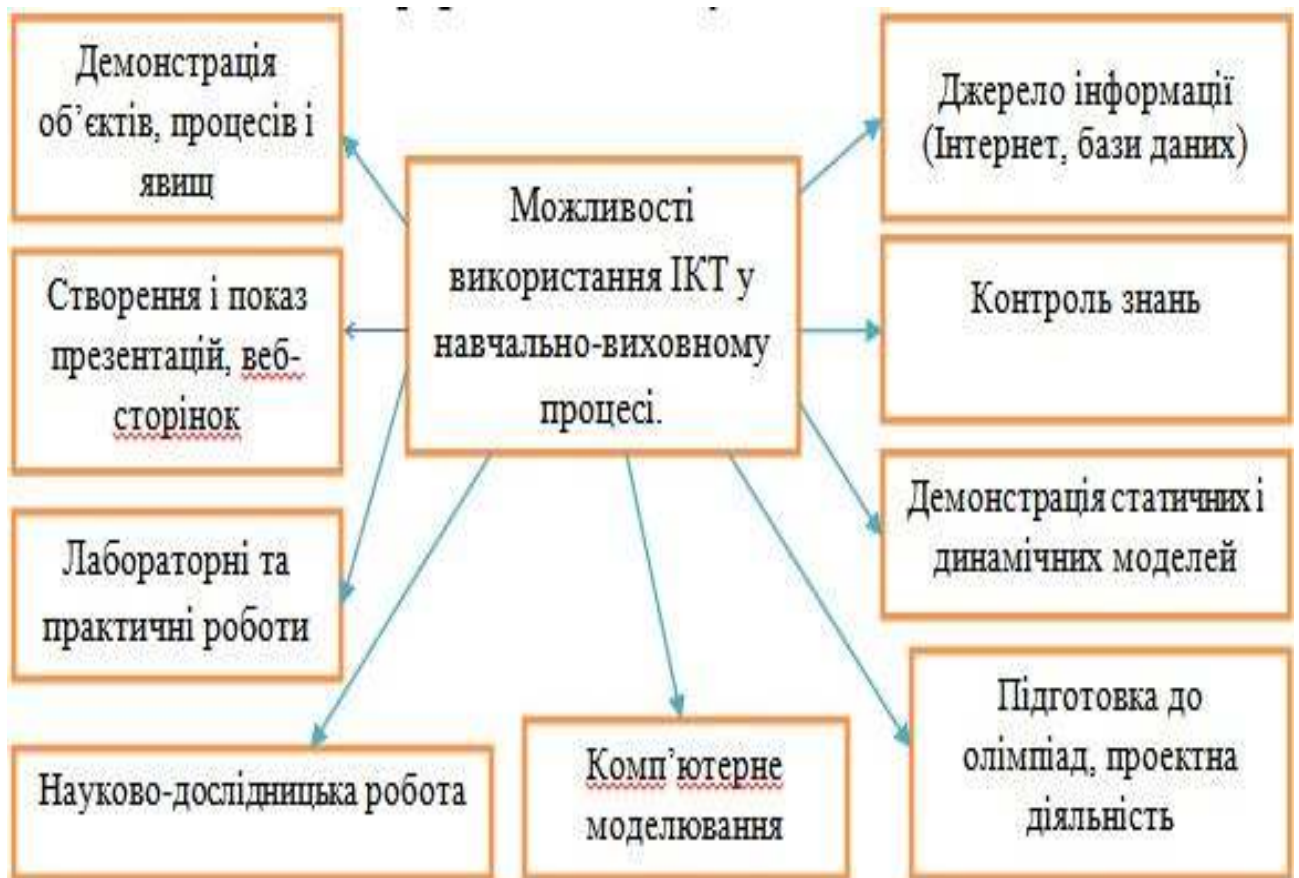 Демонстрація
об’єктів, процесів і
явищ
Джерело інформації
(Інтернет, бази даних)
Можливості
використання ІКТ у
навчально-виховному
процесі.
Створення і показ
презентацій, веб-
сторінок
Контроль знань
Лабораторні та
практичні роботи
Демонстрація статичних і
динамічних моделей
Науково-дослідницька робота
Комп’ютерне
моделювання
Підготовка до
олімпіад, проектна
діяльність